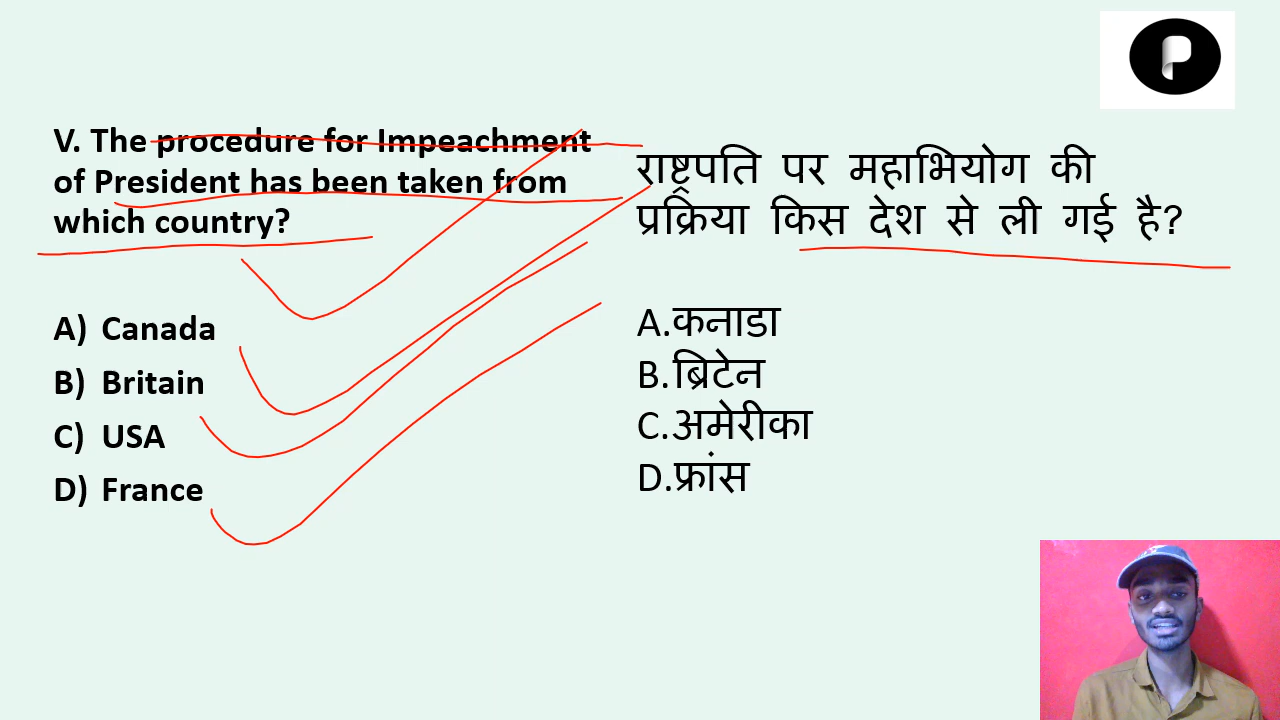 V. The procedure for Impeachment
of President has been taken from
which country?
A) Canada
B) Britain
C) USA
D) France
राष्ट्रपति पर महाभियोग की
प्रक्रिया किस देश से ली गई है?
A.कनाडा
B.ब्रिटेन
C.अमेरीका
D.फ्रांस
P